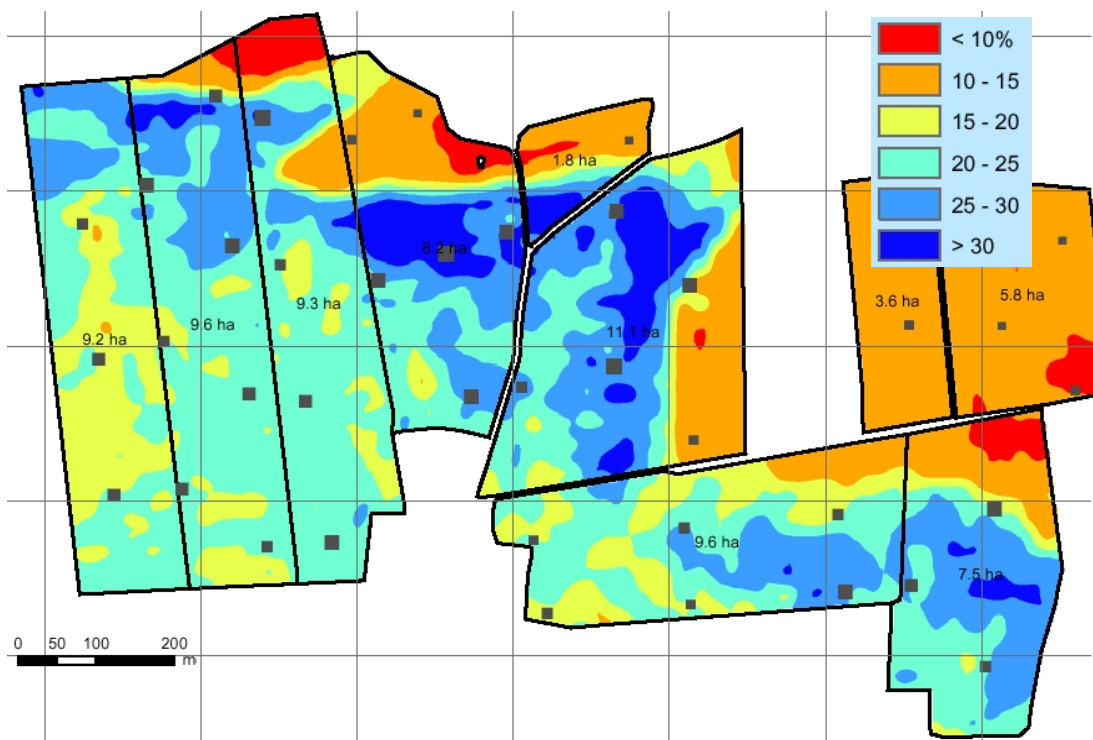 < 10%
10 - 15
15 - 20
20 - 25
25 - 30
> 30
1.8 ha
8.2 ha
9.3 ha
3.6 ha
5.8 ha
9.6 ha
9.2 ha
11.1 ha
9.6 ha
7.5 ha
0 50 100 200
m